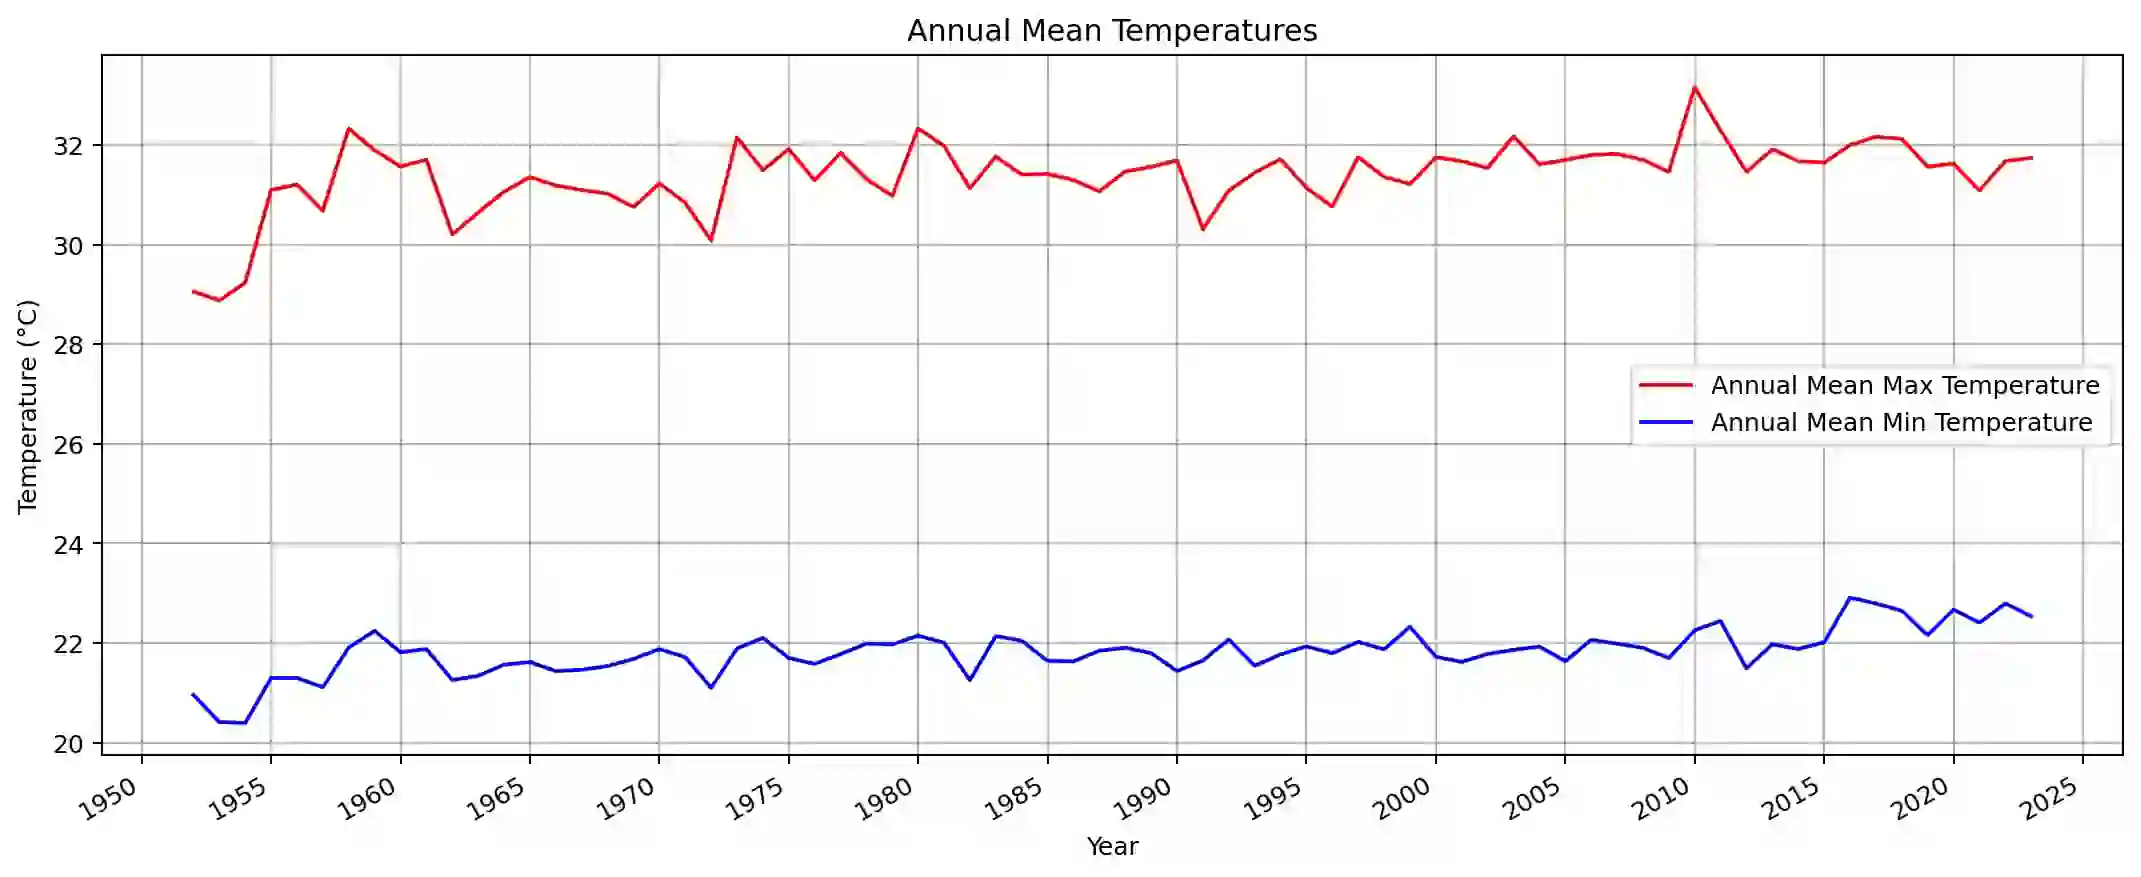 Annual Mean Temperatures
32
30
28
26
24
22
20
Temperature (°C)
Annual Mean Max Temperature
Annual Mean Min Temperature
1950 1955 1960 1965 1970 1975 1980 1985 1990 1995 2000 2005 2010 2015 2020 2025
Year